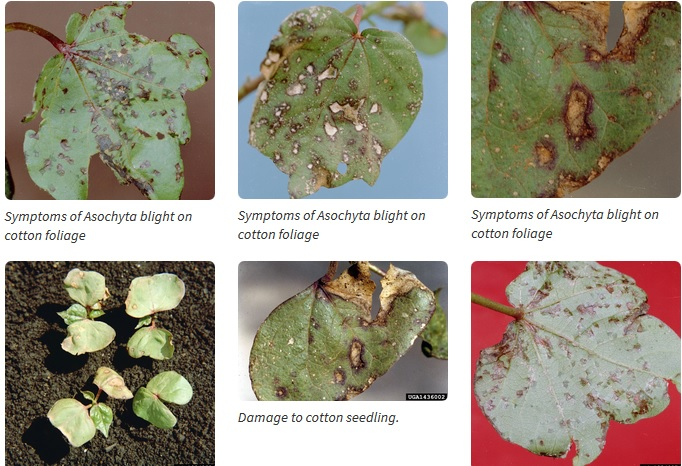 Symptoms of Asochyta blight on
cotton foliage
Symptoms of Asochyta blight on
cotton foliage
Symptoms of Asochyta blight on
cotton foliage
UGA1436002
Damage to cotton seedling.